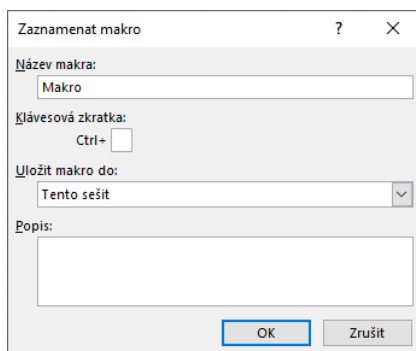 Zaznamenat makro ? ✕
Název makra:
Makro
Klávesová zkratka:
Ctrl+
Uložit makro do:
Tento sešit
Popis:
OK Zrušit